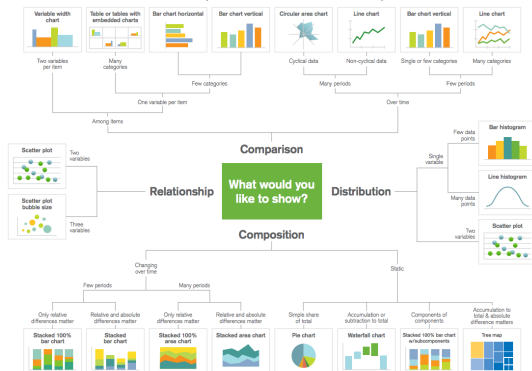 Variable width
chart
Table or tables with
embedded charts
Bar chart horizontal
Bar chart vertical
Circular area chart
Line chart
Bar chart vertical
Line chart
Two variables
per item
Many
categories
Few categories
Cyclical data
Non-cyclical data
Single or few categories
Many categories
One variable per item
Many periods
Few periods
Among items
Over time
Comparison
Scatter plot
Two
variables
Scatter plot
bubble size
Three
variables
Relationship
What would you
like to show?
Distribution
Single
variable
Few data
points
Bar histogram
Many data
points
Line histogram
Two
variables
Scatter plot
Composition
Changing
over time
Static
Few periods
Many periods
Only relative
differences matter
Relative and absolute
differences matter
Only relative
differences matter
Relative and absolute
differences matter
Simple share
of total
Accumulation or
subtraction to total
Components of
components
Accumulation to
total & absolute
difference matters
Stacked 100%
bar chart
Stacked
bar chart
Stacked 100%
area chart
Stacked area chart
Pie chart
Waterfall chart
Stacked 100% bar chart
w/subcomponents
Tree map